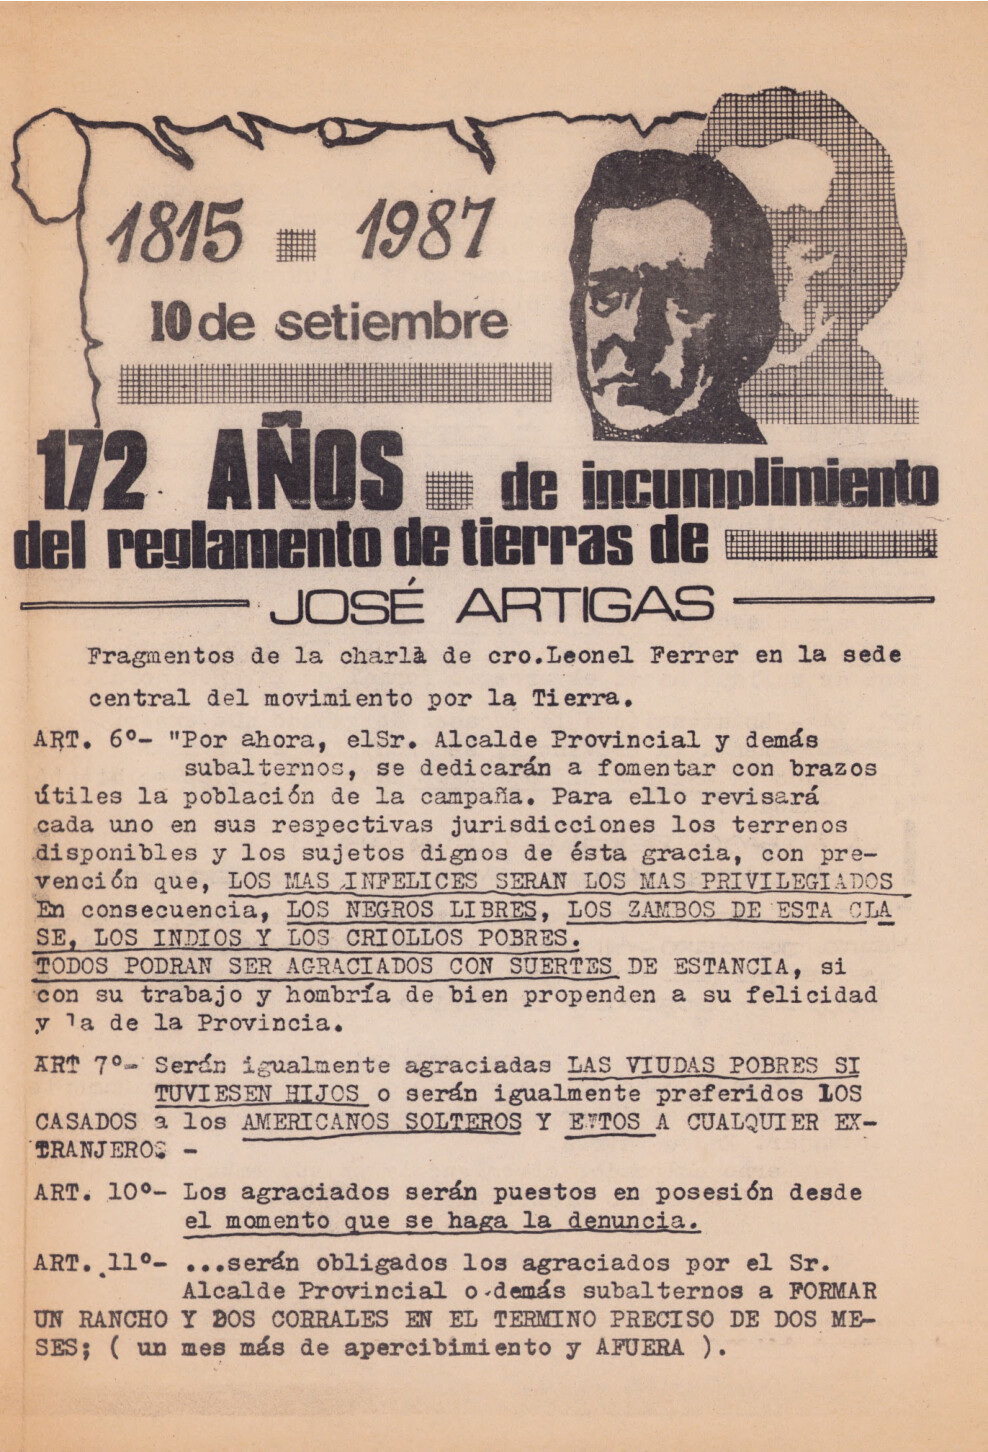 1815 1987
10 de setiembre
172 AÑOS de incumplimiento
del reglamento de tierras de
JOSÉ ARTIGAS
Fragmentos de la charlà de cro.Leonel Ferrer en la sede
central del movimiento por la Tierra.
ART. 6º- "Por ahora, elSr. Alcalde Provincial y demás
subalternos, se dedicarán a fomentar con brazos
útiles la población de la campaña. Para ello revisará
cada uno en sus respectivas jurisdicciones los terrenos
disponibles y los sujetos dignos de ésta gracia, con pre-
vención que, LOS MAS INFELICES SERAN LOS MAS PRIVILEGIADOS
En consecuencia, LOS NEGROS LIBRES, LOS ZAMBOS DE ESTA CLA
SE, LOS INDIOS Y LOS CRIOLLOS POBRES.
TODOS PODRAN SER AGRACIADOS CON SUERTES DE ESTANCIA, si
con su trabajo y hombría de bien propenden a su felicidad
y la de la Provincia.
ART 7º- Serán igualmente agraciadas LAS VIUDAS POBRES SI
TUVIESEN HIJOS o serán igualmente preferidos LOS
CASADOS a los AMERICANOS SOLTEROS Y ESTOS A CUALQUIER EX-
TRANJEROS -
ART. 10º- Los agraciados serán puestos en posesión desde
el momento que se haga la denuncia.
ART. 11º- ...serán obligados los agraciados por el Sr.
Alcalde Provincial o demás subalternos a FORMAR
UN RANCHO Y DOS CORRALES EN EL TERMINO PRECISO DE DOS ME-
SES; ( un mes más de apercibimiento y AFUERA ).